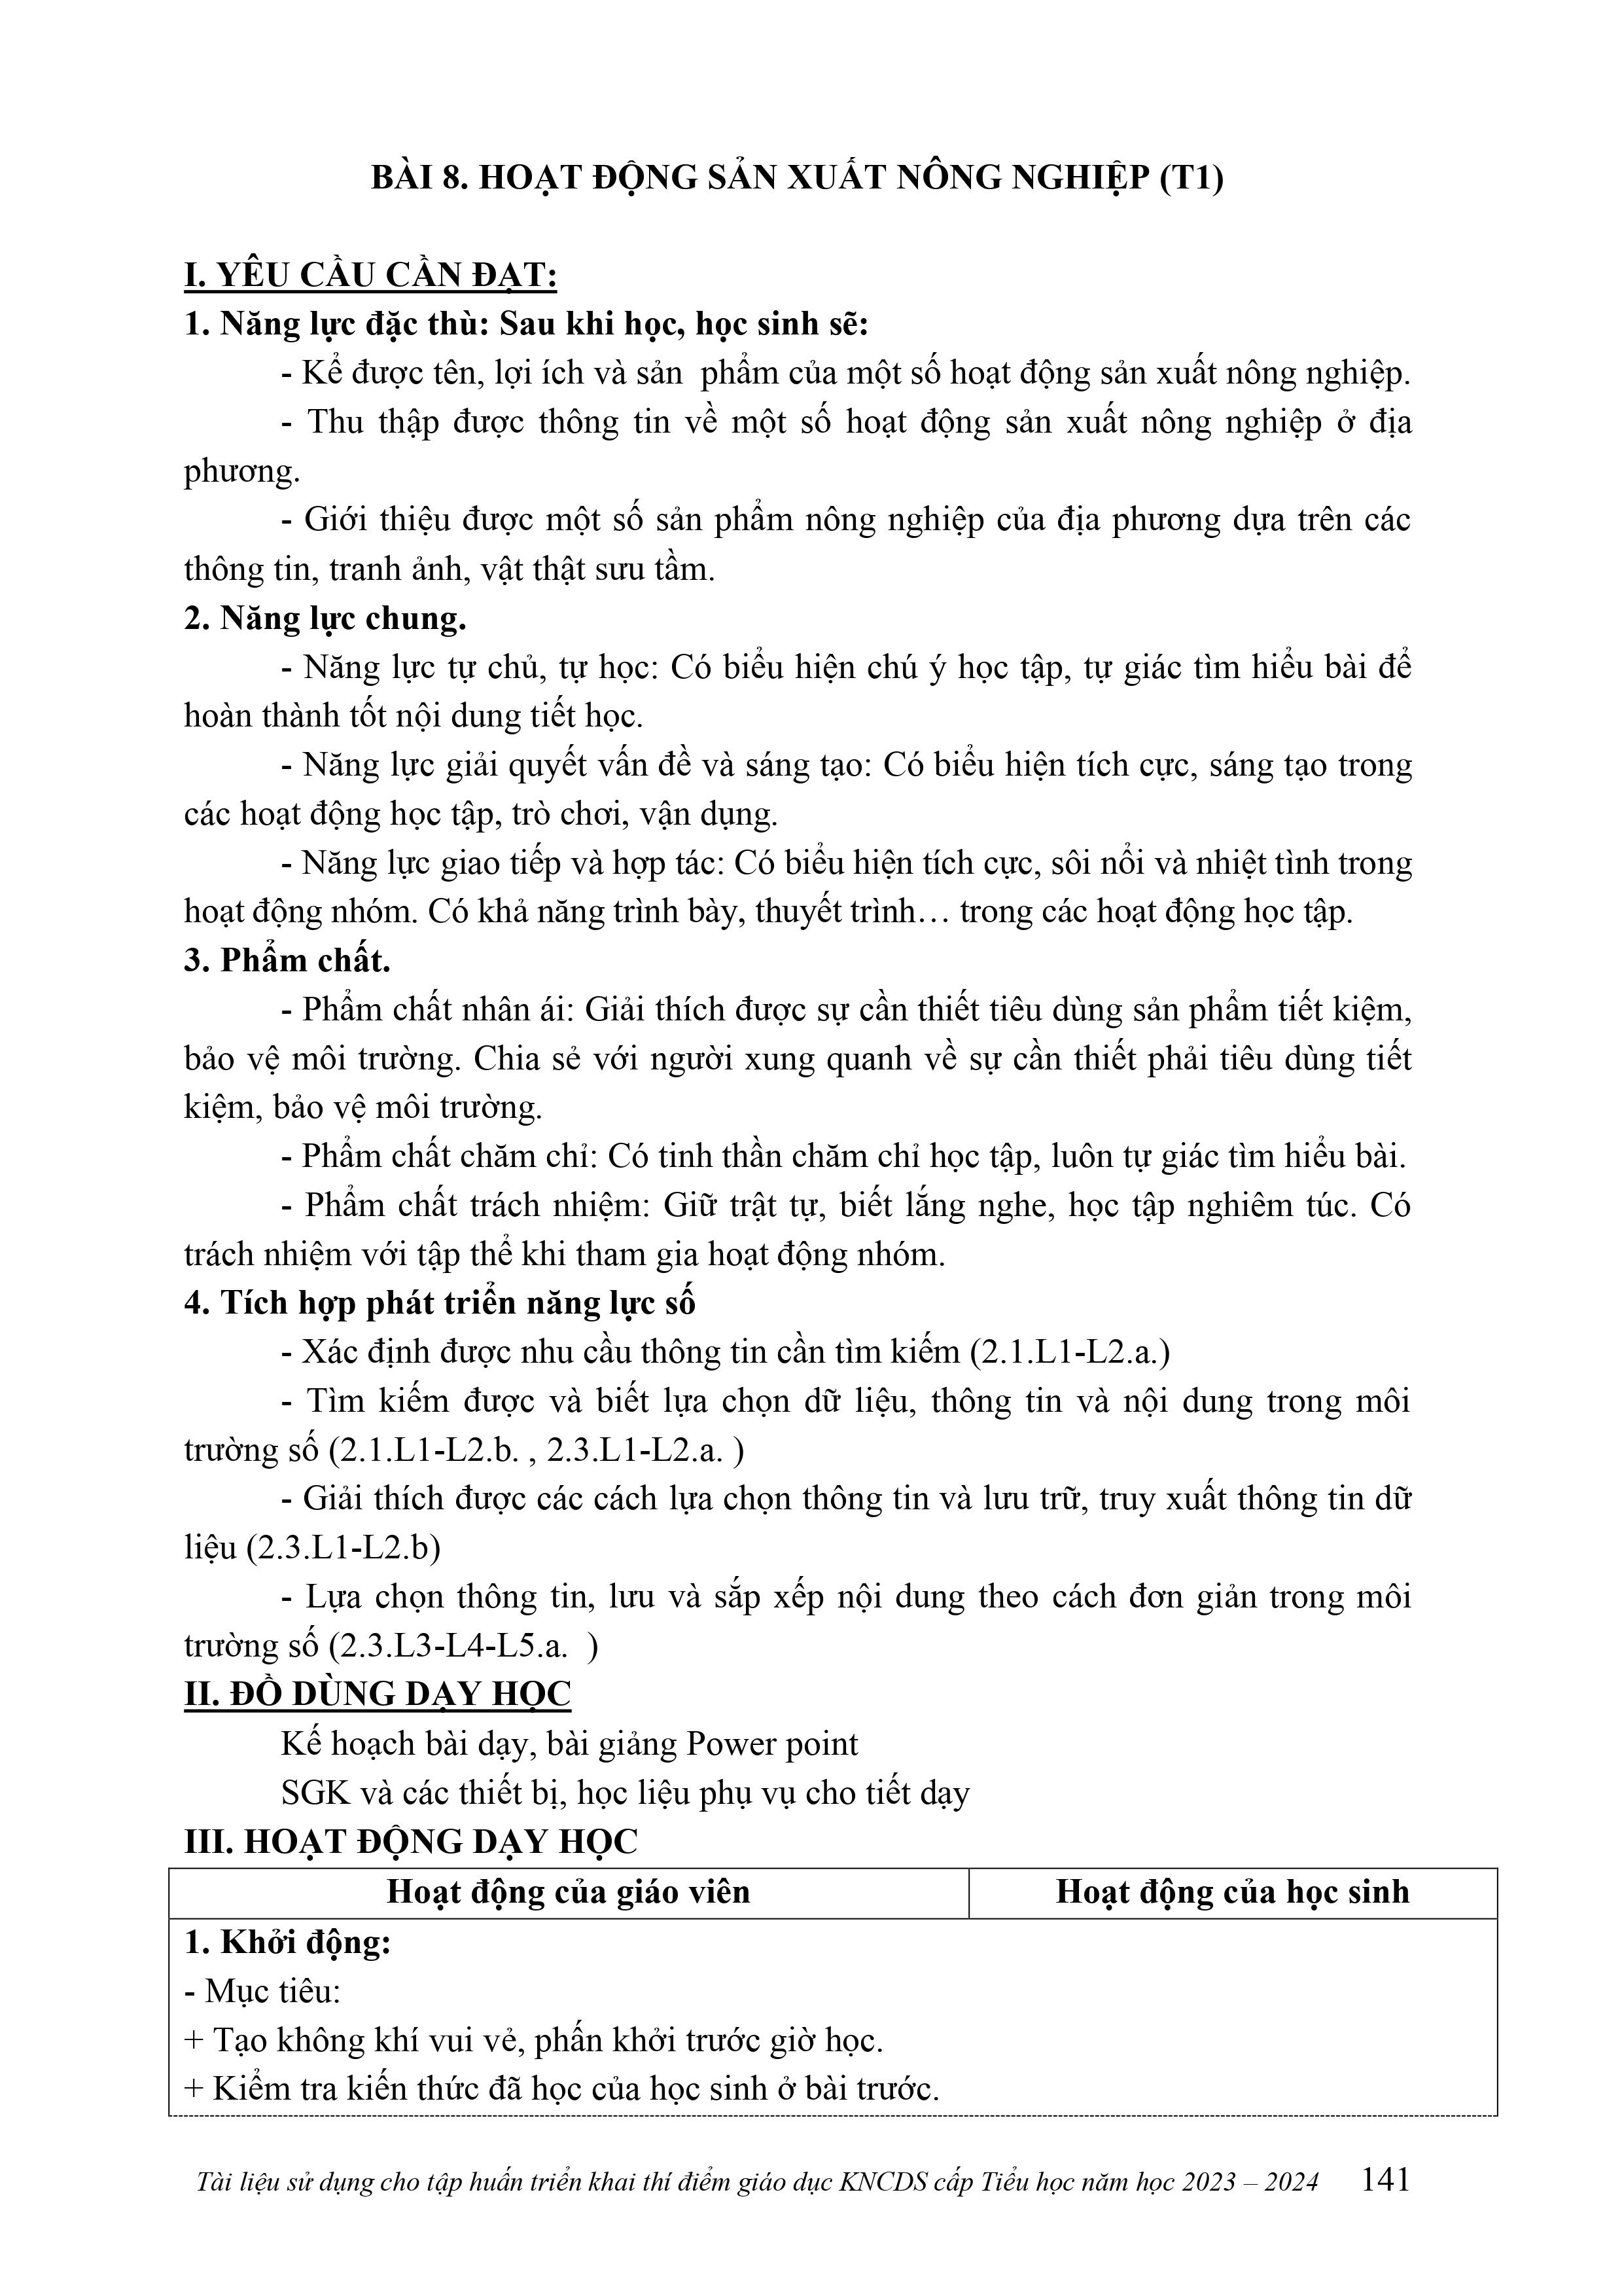 BÀI 8. HOẠT ĐỘNG SẢN XUẤT NÔNG NGHIỆP (T1)
I. YÊU CẦU CẦN ĐẠT:
1. Năng lực đặc thù: Sau khi học, học sinh sẽ:
- Kể được tên, lợi ích và sản  phẩm của một số hoạt động sản xuất nông nghiệp.
- Thu thập được thông tin về một số hoạt động sản xuất nông nghiệp ở địa
phương.
- Giới thiệu được một số sản phẩm nông nghiệp của địa phương dựa trên các
thông tin, tranh ảnh, vật thật sưu tầm.
2. Năng lực chung.
- Năng lực tự chủ, tự học: Có biểu hiện chú ý học tập, tự giác tìm hiểu bài để
hoàn thành tốt nội dung tiết học.
- Năng lực giải quyết vấn đề và sáng tạo: Có biểu hiện tích cực, sáng tạo trong
các hoạt động học tập, trò chơi, vận dụng.
- Năng lực giao tiếp và hợp tác: Có biểu hiện tích cực, sôi nổi và nhiệt tình trong
hoạt động nhóm. Có khả năng trình bày, thuyết trình… trong các hoạt động học tập.
3. Phẩm chất.
- Phẩm chất nhân ái: Giải thích được sự cần thiết tiêu dùng sản phẩm tiết kiệm,
bảo vệ môi trường. Chia sẻ với người xung quanh về sự cần thiết phải tiêu dùng tiết
kiệm, bảo vệ môi trường.
- Phẩm chất chăm chỉ: Có tinh thần chăm chỉ học tập, luôn tự giác tìm hiểu bài.
- Phẩm chất trách nhiệm: Giữ trật tự, biết lắng nghe, học tập nghiêm túc. Có
trách nhiệm với tập thể khi tham gia hoạt động nhóm.
4. Tích hợp phát triển năng lực số
- Xác định được nhu cầu thông tin cần tìm kiếm (2.1.L1-L2.a.)
- Tìm kiếm được và biết lựa chọn dữ liệu, thông tin và nội dung trong môi
trường số (2.1.L1-L2.b. , 2.3.L1-L2.a. )
- Giải thích được các cách lựa chọn thông tin và lưu trữ, truy xuất thông tin dữ
liệu (2.3.L1-L2.b)
- Lựa chọn thông tin, lưu và sắp xếp nội dung theo cách đơn giản trong môi
trường số (2.3.L3-L4-L5.a.  )
II. ĐỒ DÙNG DẠY HỌC
Kế hoạch bài dạy, bài giảng Power point
SGK và các thiết bị, học liệu phụ vụ cho tiết dạy
III. HOẠT ĐỘNG DẠY HỌC
Hoạt động của giáo viên
Hoạt động của học sinh
1. Khởi động:
- Mục tiêu:
+ Tạo không khí vui vẻ, phấn khởi trước giờ học.
+ Kiểm tra kiến thức đã học của học sinh ở bài trước.
Tài liệu sử dụng cho tập huấn triển khai thí điểm giáo dục KNCDS cấp Tiểu học năm học 2023 – 2024 141